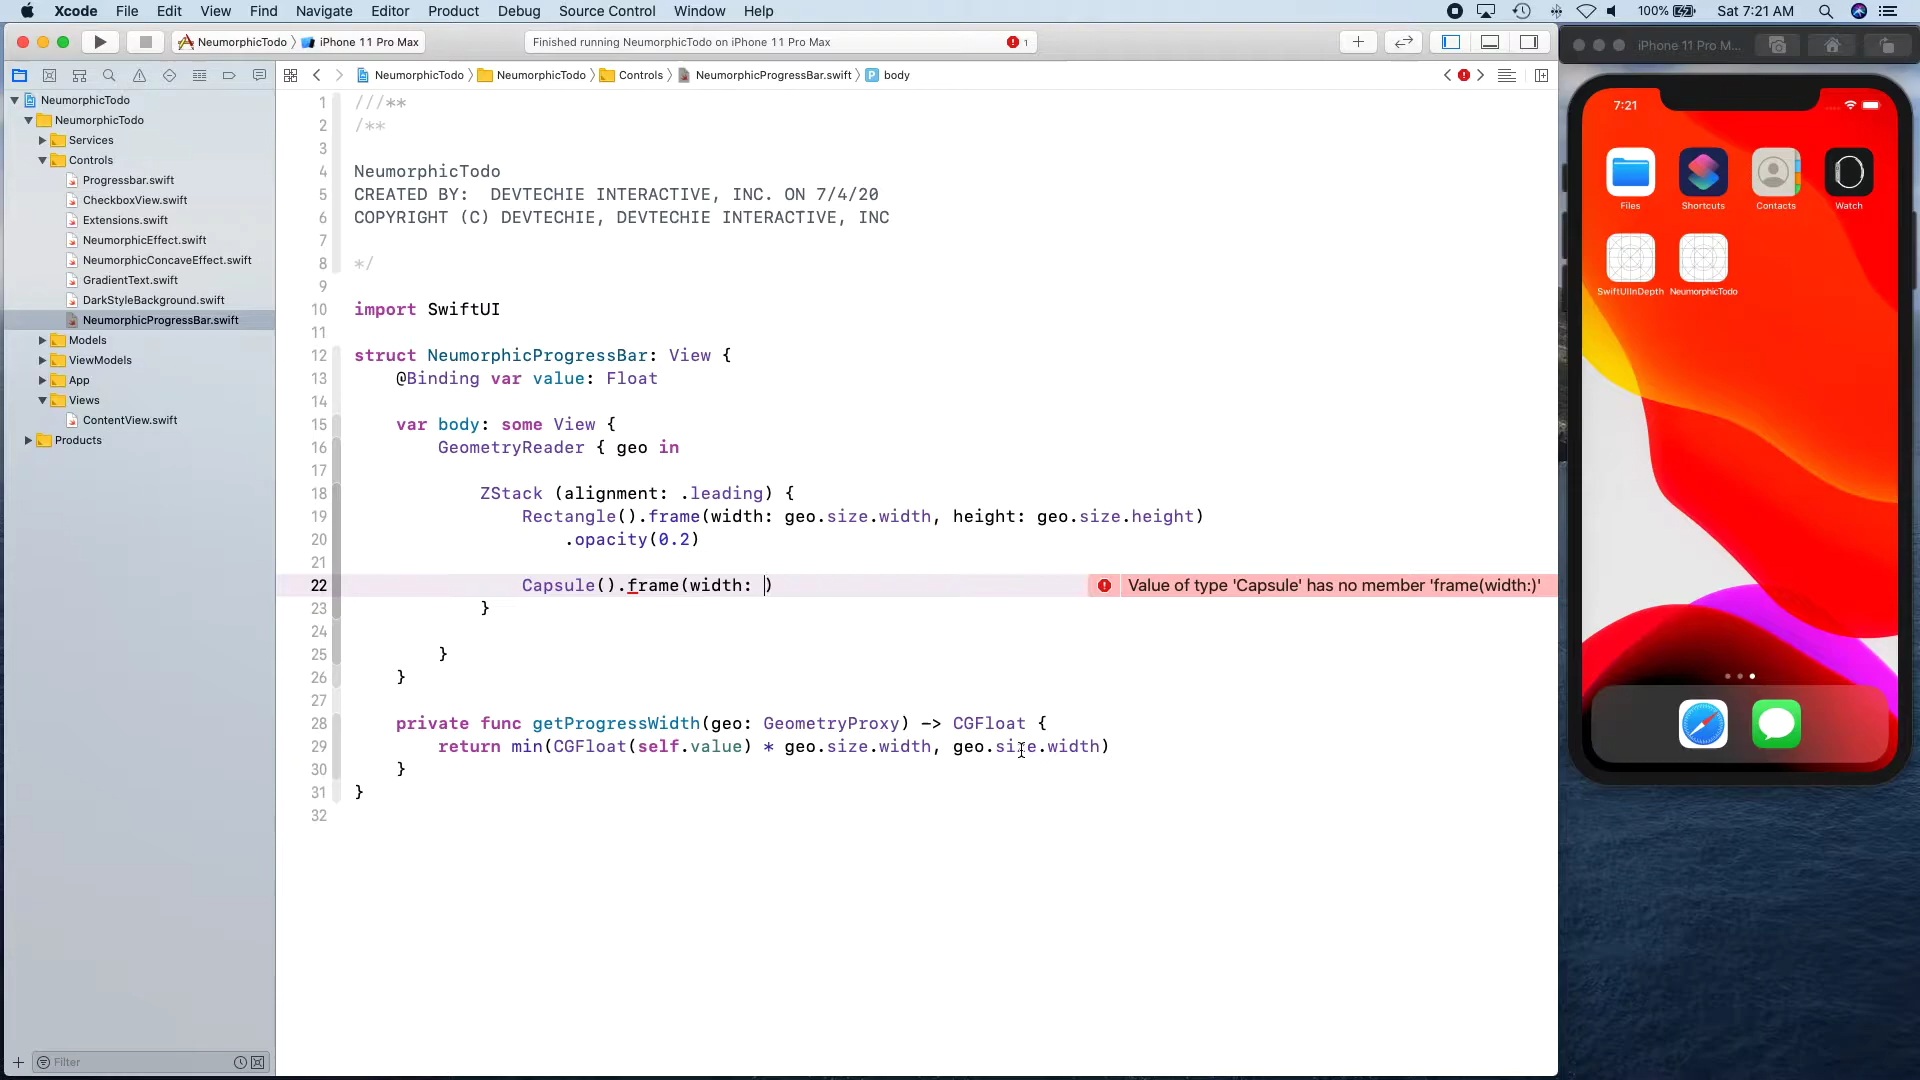 Xcode File Edit View Find Navigate Editor Product Debug Source Control Window Help
100% Sat 7:21 AM
NeumorphicTodo iPhone 11 Pro Max
Finished running NeumorphicTodo on iPhone 11 Pro Max
1
iPhone 11 Pro M...
NeumorphicTodo NeumorphicTodo Controls NeumorphicProgressBar.swift body
NeumorphicTodo
NeumorphicTodo
Services
Controls
Progressbar.swift
CheckboxView.swift
Extensions.swift
NeumorphicEffect.swift
NeumorphicConcaveEffect.swift
GradientText.swift
DarkStyleBackground.swift
NeumorphicProgressBar.swift
Models
ViewModels
App
Views
ContentView.swift
Products
Filter
1 ///**
2 /**
3
4 NeumorphicTodo
5 CREATED BY:  DEVTECHIE INTERACTIVE, INC. ON 7/4/20
6 COPYRIGHT (C) DEVTECHIE, DEVTECHIE INTERACTIVE, INC
7
8 */
9
10 import SwiftUI
11
12 struct NeumorphicProgressBar: View {
13 @Binding var value: Float
14
15 var body: some View {
16 GeometryReader { geo in
17
18 ZStack (alignment: .leading) {
19 Rectangle().frame(width: geo.size.width, height: geo.size.height)
20 .opacity(0.2)
21
22 Capsule().frame(width: ) Value of type 'Capsule' has no member 'frame(width:)'
23 }
24
25 }
26 }
27
28 private func getProgressWidth(geo: GeometryProxy) -> CGFloat {
29 return min(CGFloat(self.value) * geo.size.width, geo.size.width)
30 }
31 }
32
7:21
Files Shortcuts Contacts Watch
SwiftUIInDepth NeumorphicTodo